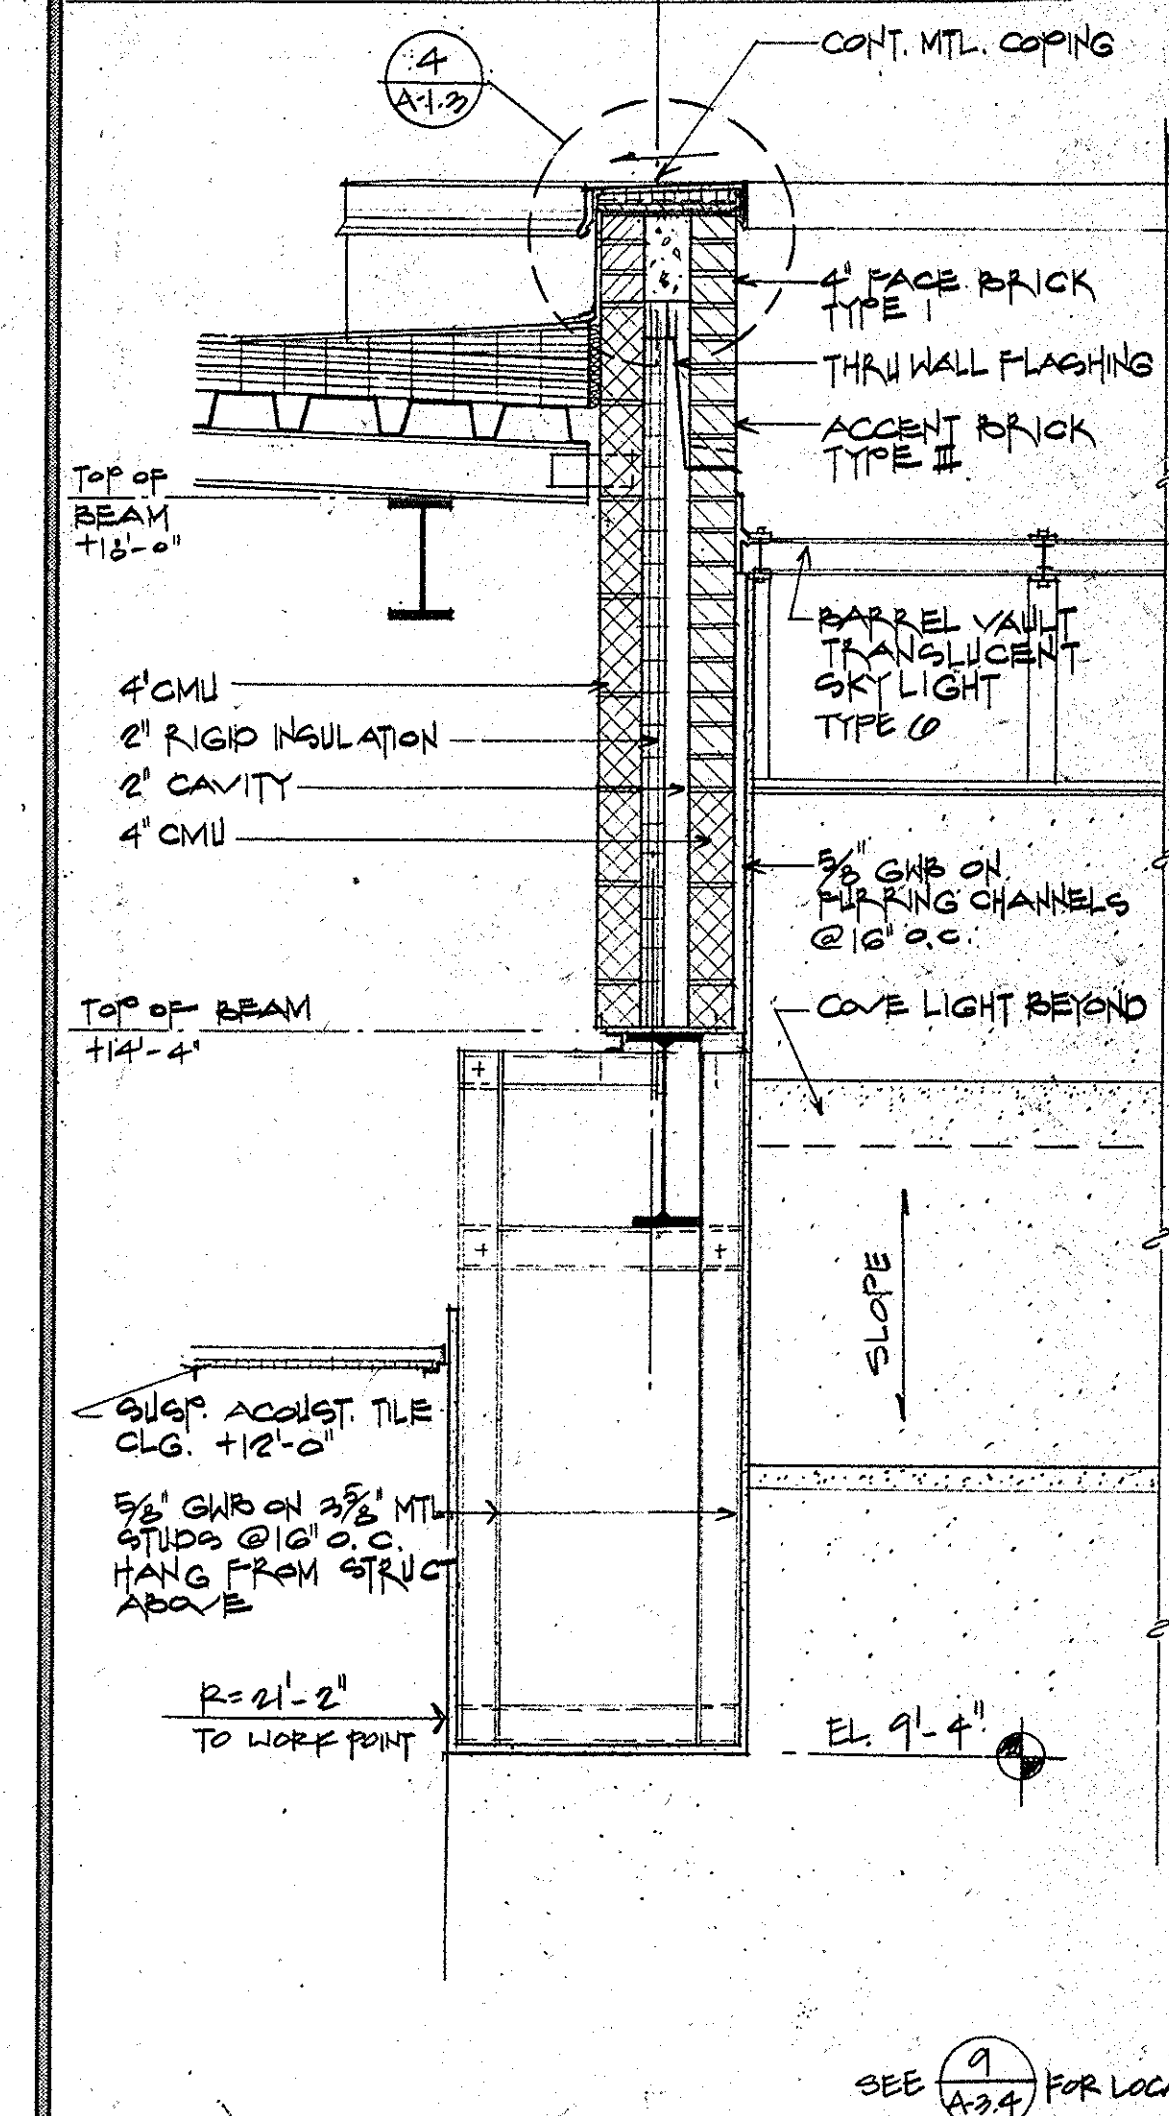 4
A-1.3
CONT. MTL. COPING
4" FACE BRICK
TYPE I
THRU WALL FLASHING
ACCENT BRICK
TYPE III
TOP OF
BEAM
+18'-0"
BARREL VAULT
TRANSLUCENT
SKYLIGHT
TYPE 6
4" CMU
2" RIGID INSULATION
2" CAVITY
4" CMU
5/8" GWB ON
FURRING CHANNELS
@ 16" O.C.
COVE LIGHT BEYOND
TOP OF BEAM
+14'-4"
SLOPE
SUSP. ACOUST. TILE
CLG. +12'-0"
5/8" GWB ON 3 5/8" MTL
STUDS @ 16" O.C.
HANG FROM STRUCT
ABOVE
R= 21'-2"
TO WORK POINT
EL. 9'-4"
SEE 9 FOR LOCA
A-3.4